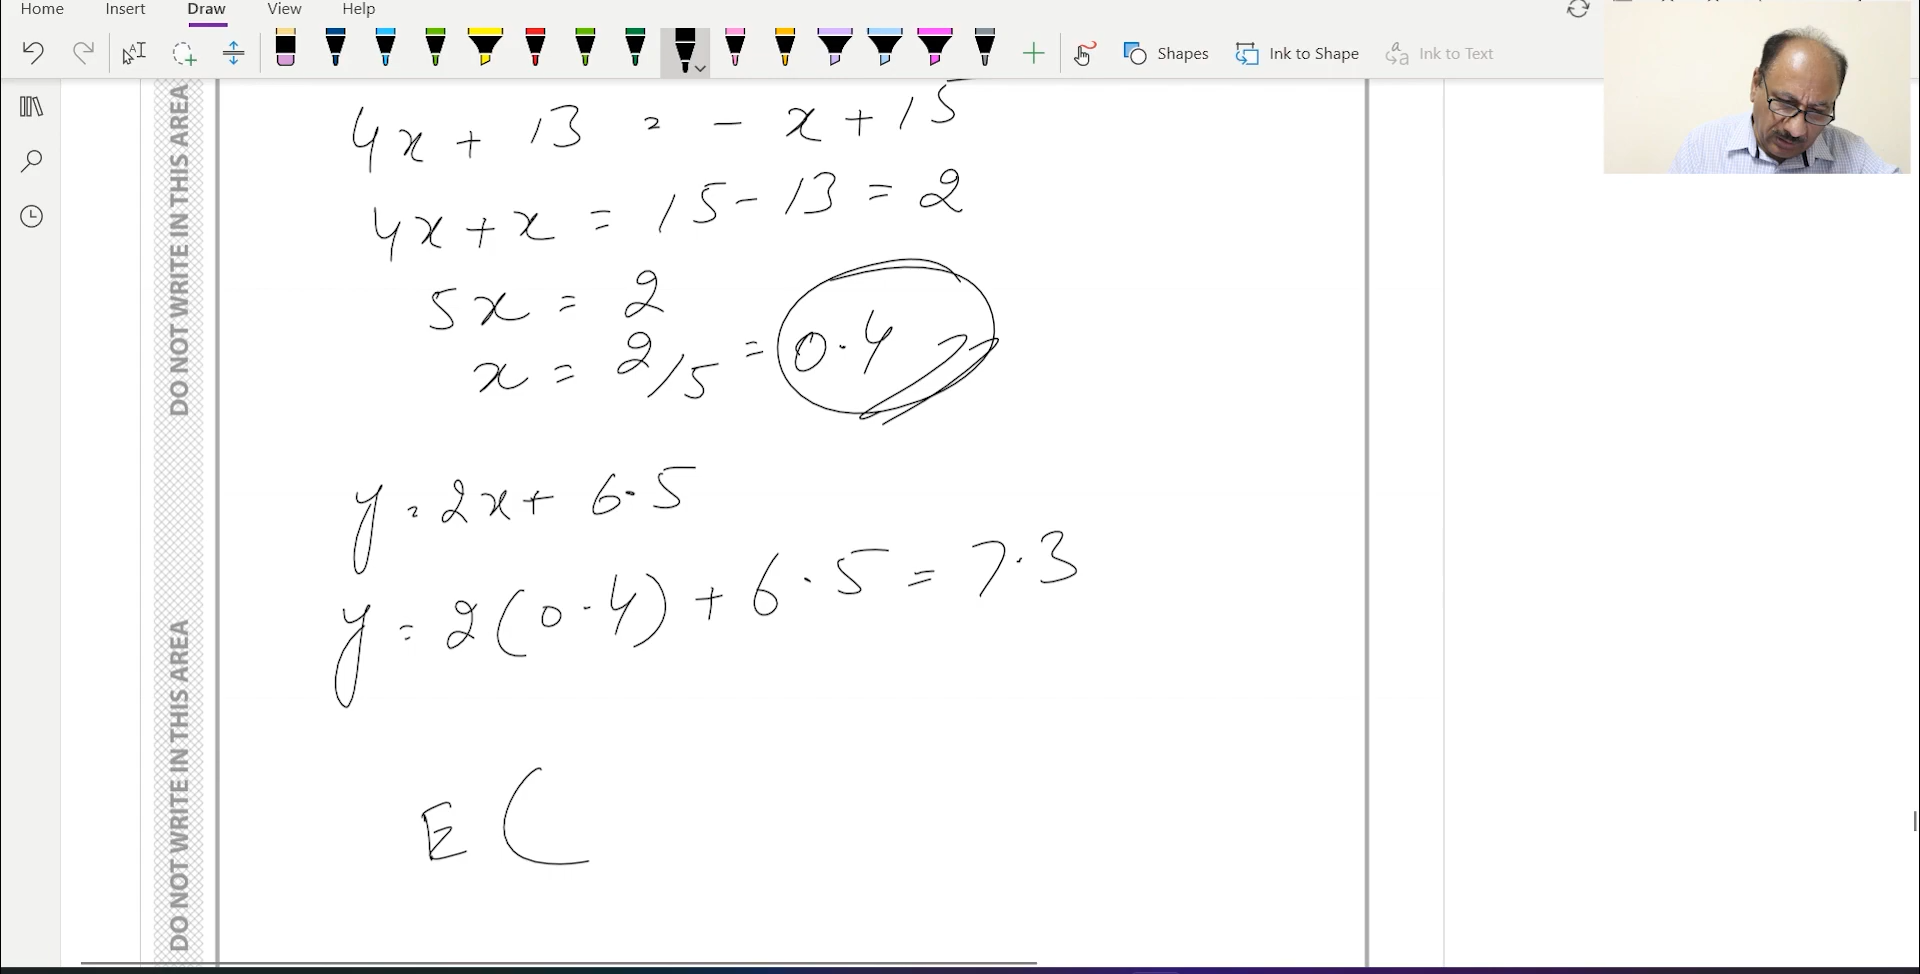 Home Insert Draw View Help
Shapes Ink to Shape Ink to Text
DO NOT WRITE IN THIS AREA
4x + 13 = - x + 15
4x + x = 15 - 13 = 2
5x = 2
x = 2/5 = 0.4
y = 2x + 6.5
y = 2(0.4) + 6.5 = 7.3
DO NOT WRITE IN THIS AREA
E (